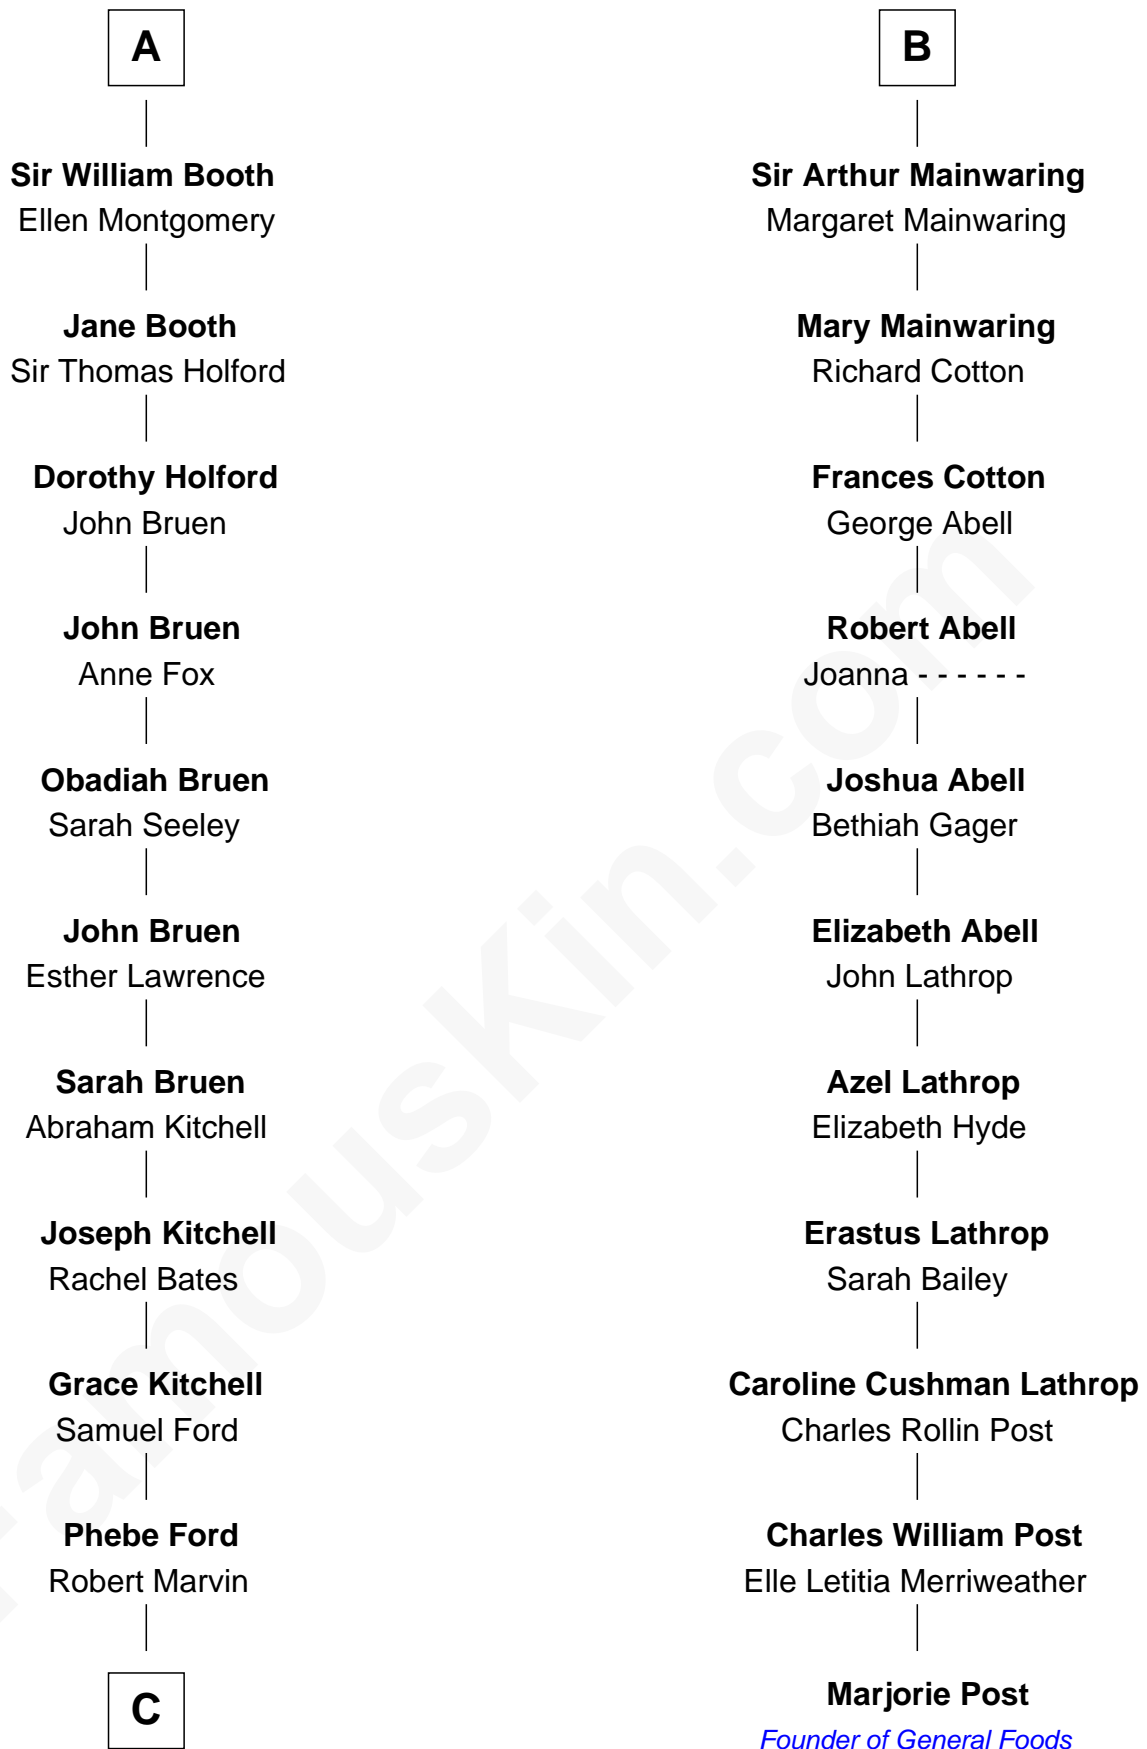 A
Sir William Booth
Ellen Montgomery
Jane Booth
Sir Thomas Holford
Dorothy Holford
John Bruen
John Bruen
Anne Fox
Obadiah Bruen
Sarah Seeley
John Bruen
Esther Lawrence
Sarah Bruen
Abraham Kitchell
Joseph Kitchell
Rachel Bates
Grace Kitchell
Samuel Ford
Phebe Ford
Robert Marvin
C
B
Sir Arthur Mainwaring
Margaret Mainwaring
Mary Mainwaring
Richard Cotton
Frances Cotton
George Abell
Robert Abell
Joanna - - - - - -
Joshua Abell
Bethiah Gager
Elizabeth Abell
John Lathrop
Azel Lathrop
Elizabeth Hyde
Erastus Lathrop
Sarah Bailey
Caroline Cushman Lathrop
Charles Rollin Post
Charles William Post
Elle Letitia Merriweather
Marjorie Post
Founder of General Foods
FamousKin.com